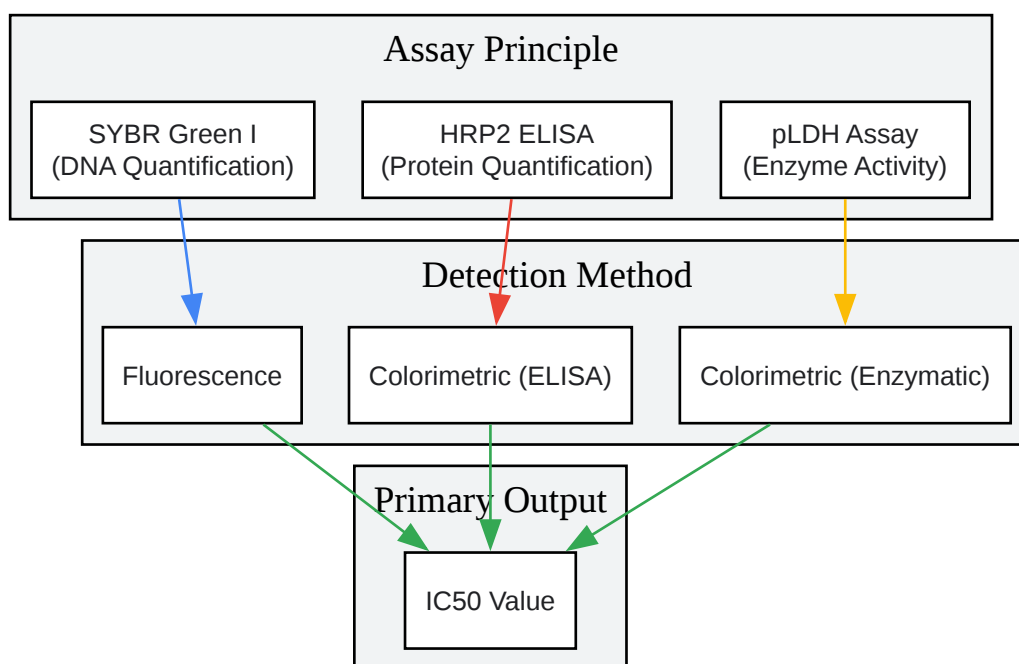 Assay Principle
SYBR Green I
(DNA Quantification)
HRP2 ELISA
(Protein Quantification)
pLDH Assay
(Enzyme Activity)
Detection Method
Fluorescence
Colorimetric (ELISA)
Colorimetric (Enzymatic)
Primary Output
IC50 Value